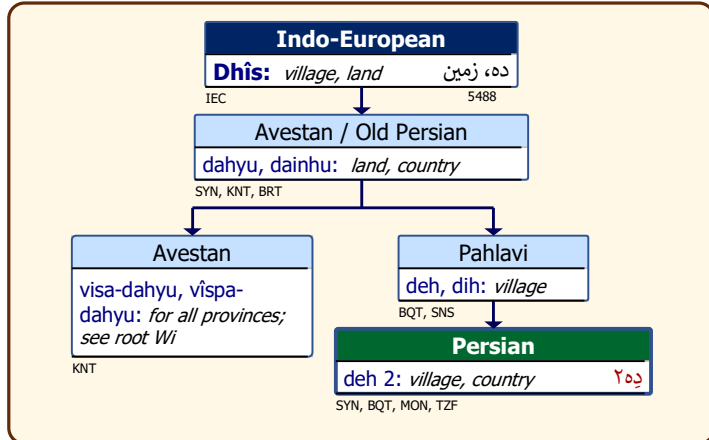 Indo-European
Dhîs: village, land ده، زمین
IEC 5488
Avestan / Old Persian
dahyu, dainhu: land, country
SYN, KNT, BRT
Avestan
visa-dahyu, vîspa-
dahyu: for all provinces;
see root Wi
KNT
Pahlavi
deh, dih: village
BQT, SNS
Persian
deh 2: village, country دِه۲
SYN, BQT, MON, TZF